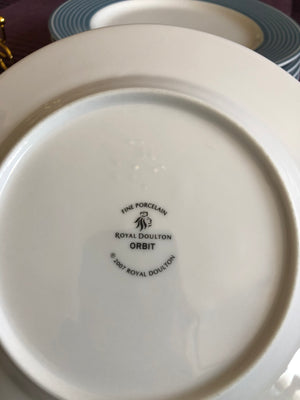 FINE PORCELAIN
ROYAL DOULTON
ORBIT
© 2007 ROYAL DOULTON